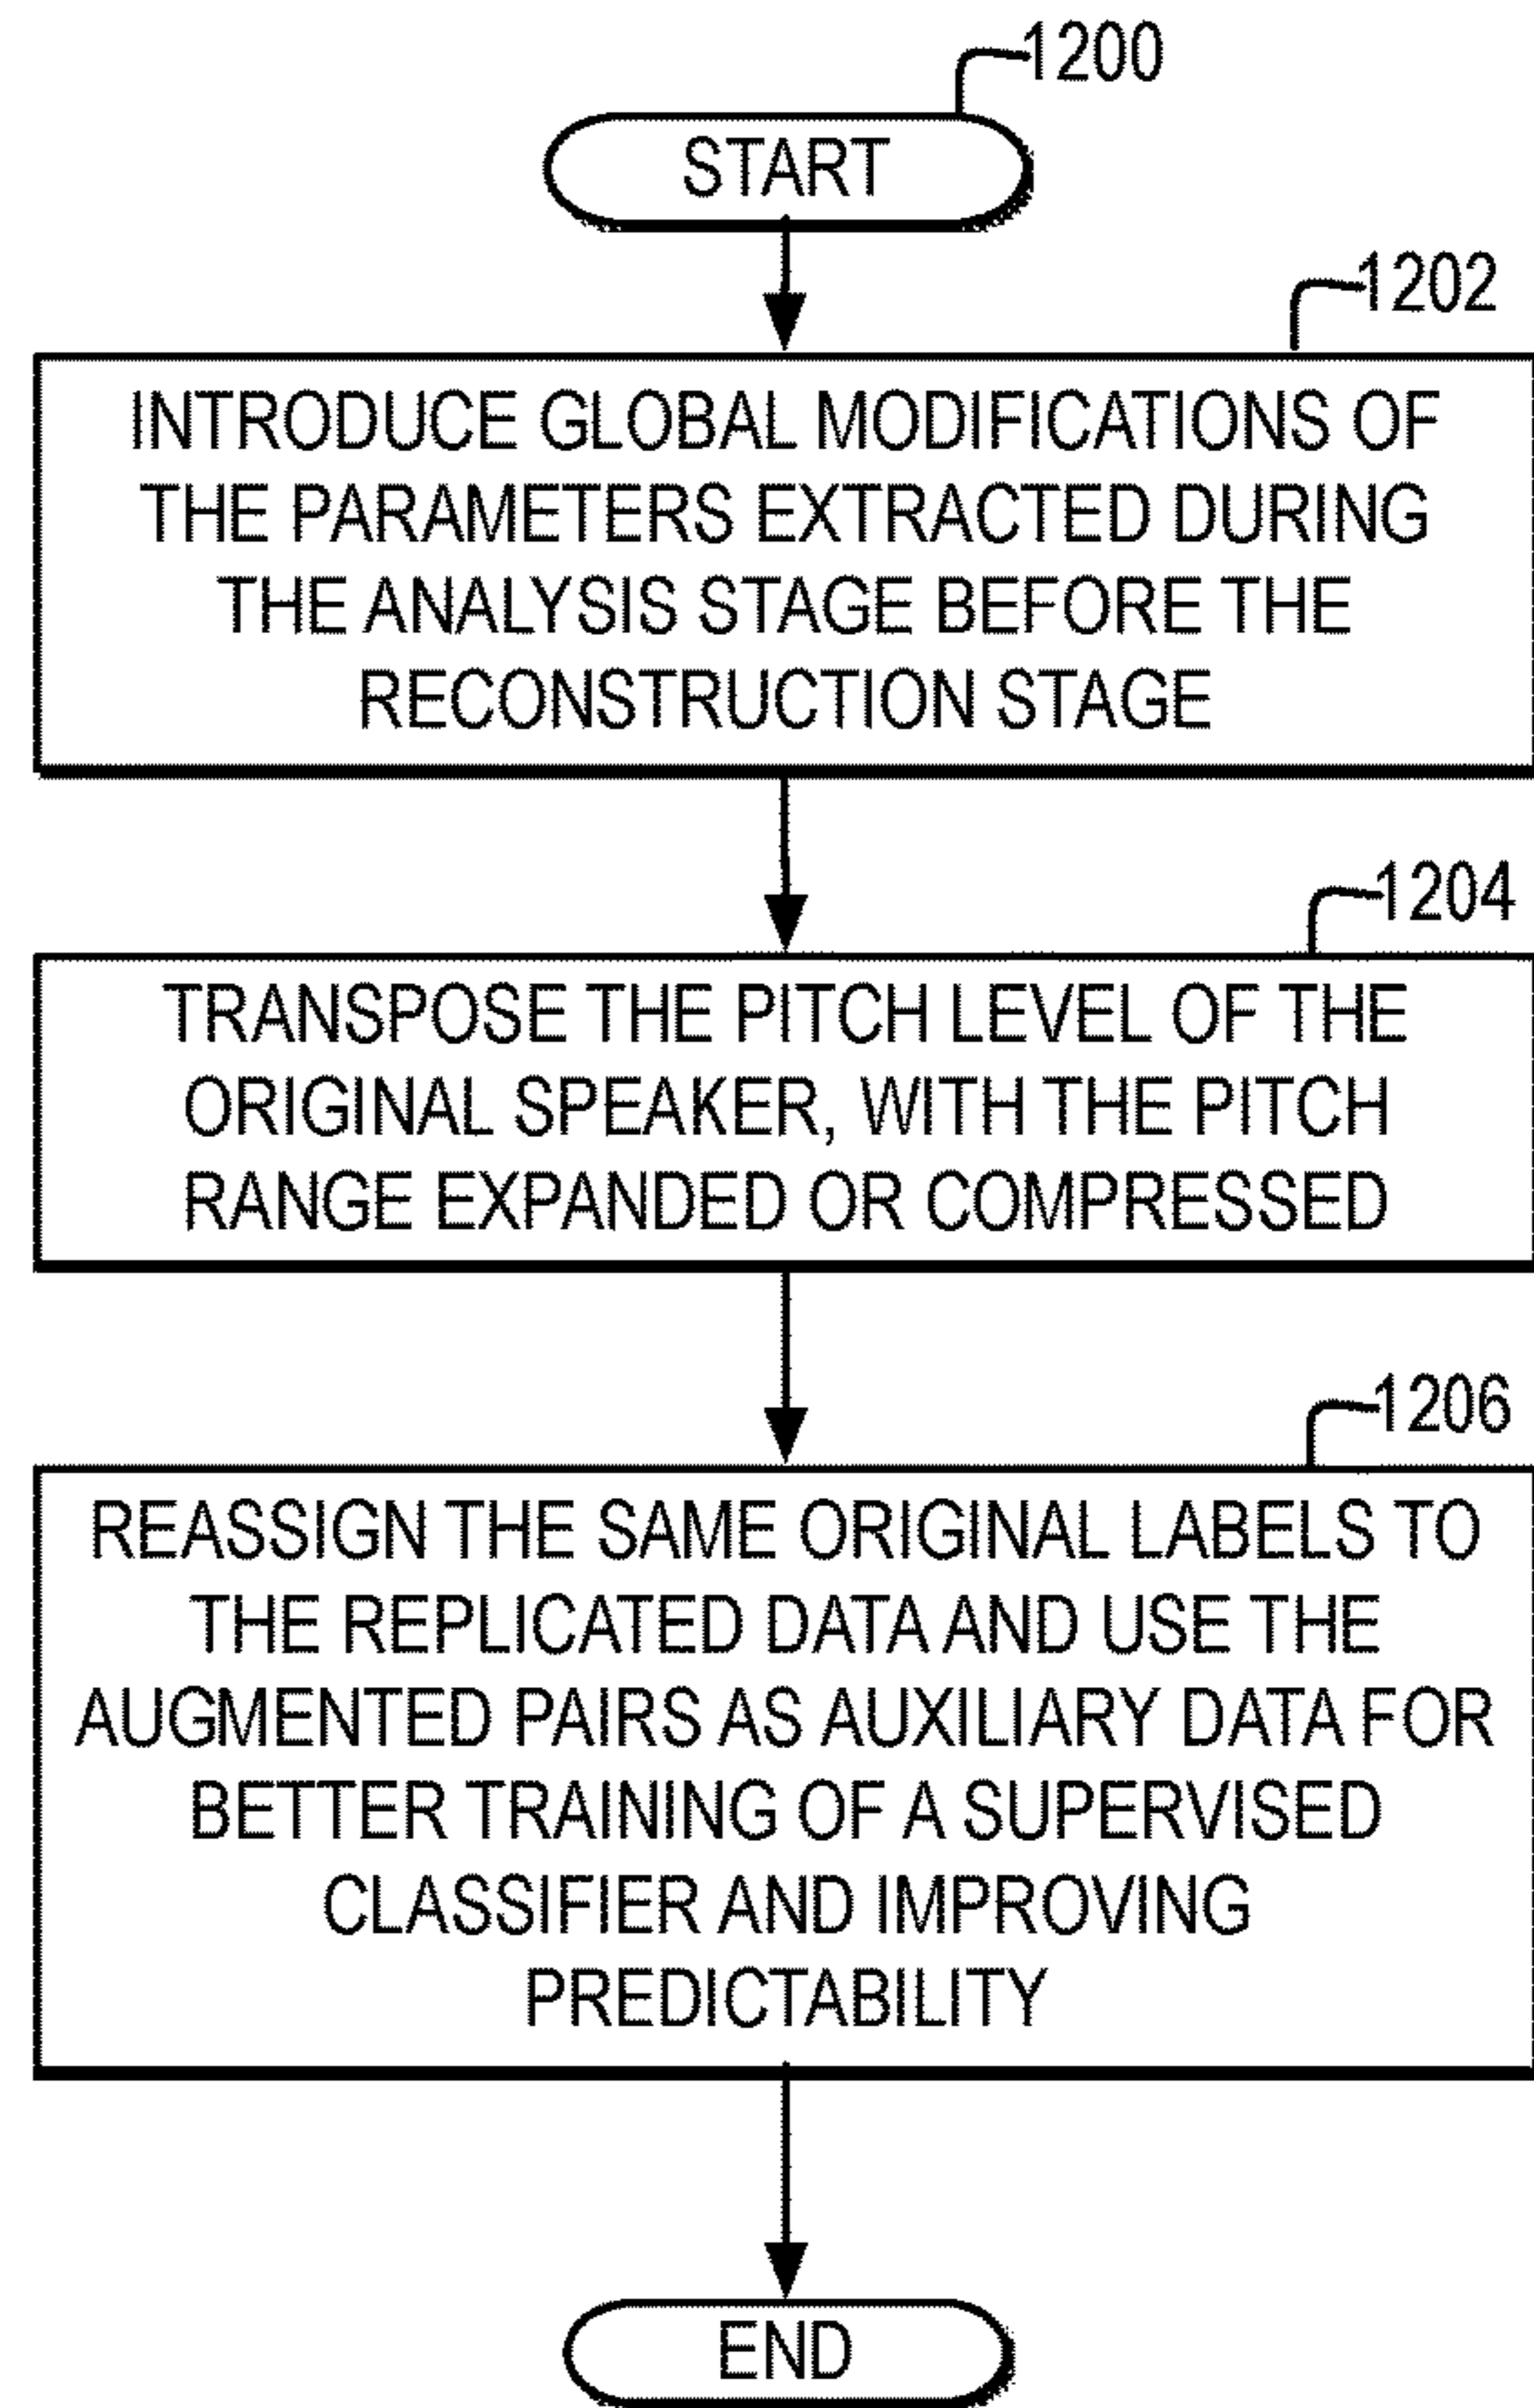 1200
START
1202
INTRODUCE GLOBAL MODIFICATIONS OF
THE PARAMETERS EXTRACTED DURING
THE ANALYSIS STAGE BEFORE THE
RECONSTRUCTION STAGE
1204
TRANSPOSE THE PITCH LEVEL OF THE
ORIGINAL SPEAKER, WITH THE PITCH
RANGE EXPANDED OR COMPRESSED
1206
REASSIGN THE SAME ORIGINAL LABELS TO
THE REPLICATED DATA AND USE THE
AUGMENTED PAIRS AS AUXILIARY DATA FOR
BETTER TRAINING OF A SUPERVISED
CLASSIFIER AND IMPROVING
PREDICTABILITY
END